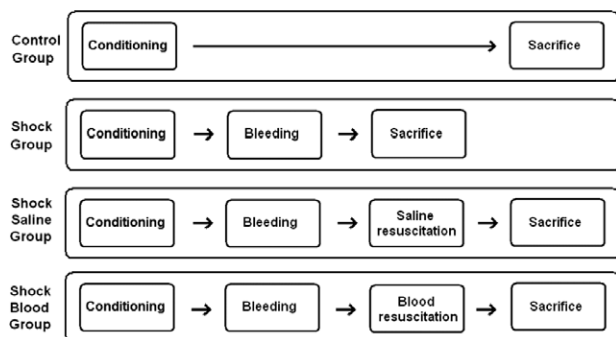 Control
Group
Conditioning
Sacrifice
Shock
Group
Conditioning
Bleeding
Sacrifice
Shock
Saline
Group
Conditioning
Bleeding
Saline
resuscitation
Sacrifice
Shock
Blood
Group
Conditioning
Bleeding
Blood
resuscitation
Sacrifice